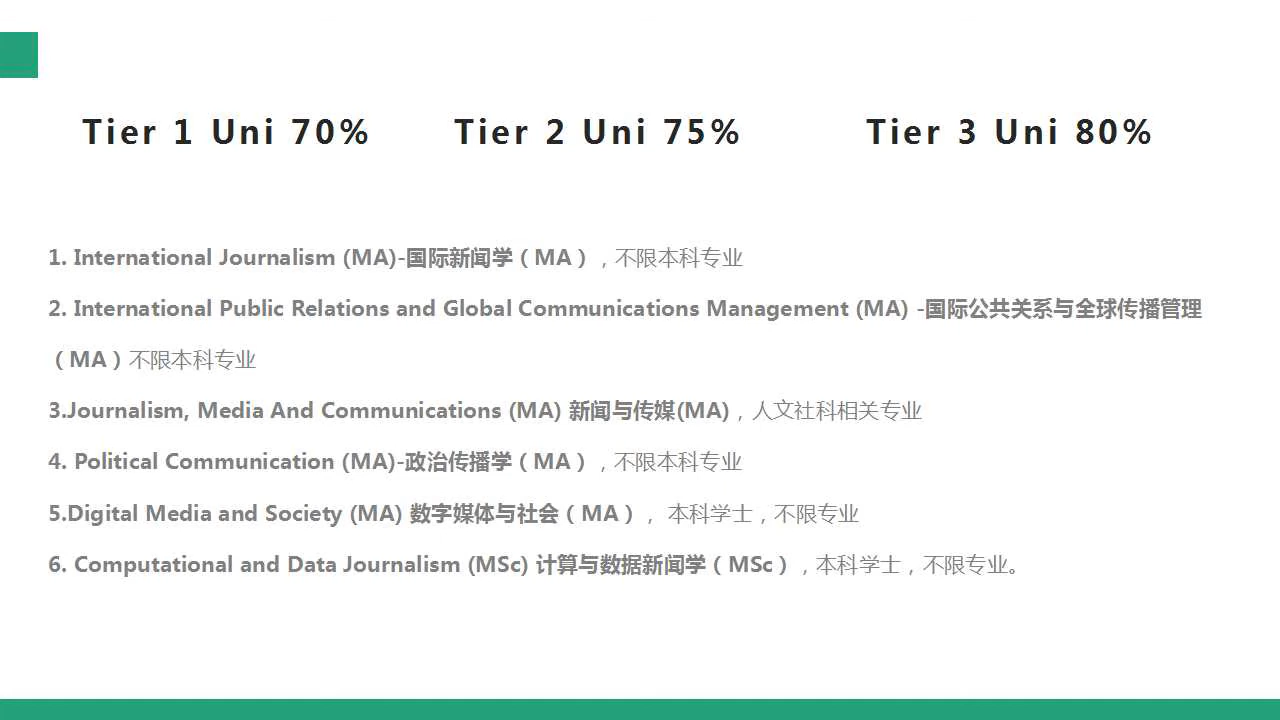 Tier 1 Uni 70% Tier 2 Uni 75% Tier 3 Uni 80%
1. International Journalism (MA)-国际新闻学（MA），不限本科专业
2. International Public Relations and Global Communications Management (MA) -国际公共关系与全球传播管理
（MA）不限本科专业
3.Journalism, Media And Communications (MA) 新闻与传媒(MA)，人文社科相关专业
4. Political Communication (MA)-政治传播学（MA），不限本科专业
5.Digital Media and Society (MA) 数字媒体与社会（MA）， 本科学士，不限专业
6. Computational and Data Journalism (MSc) 计算与数据新闻学（MSc），本科学士，不限专业。